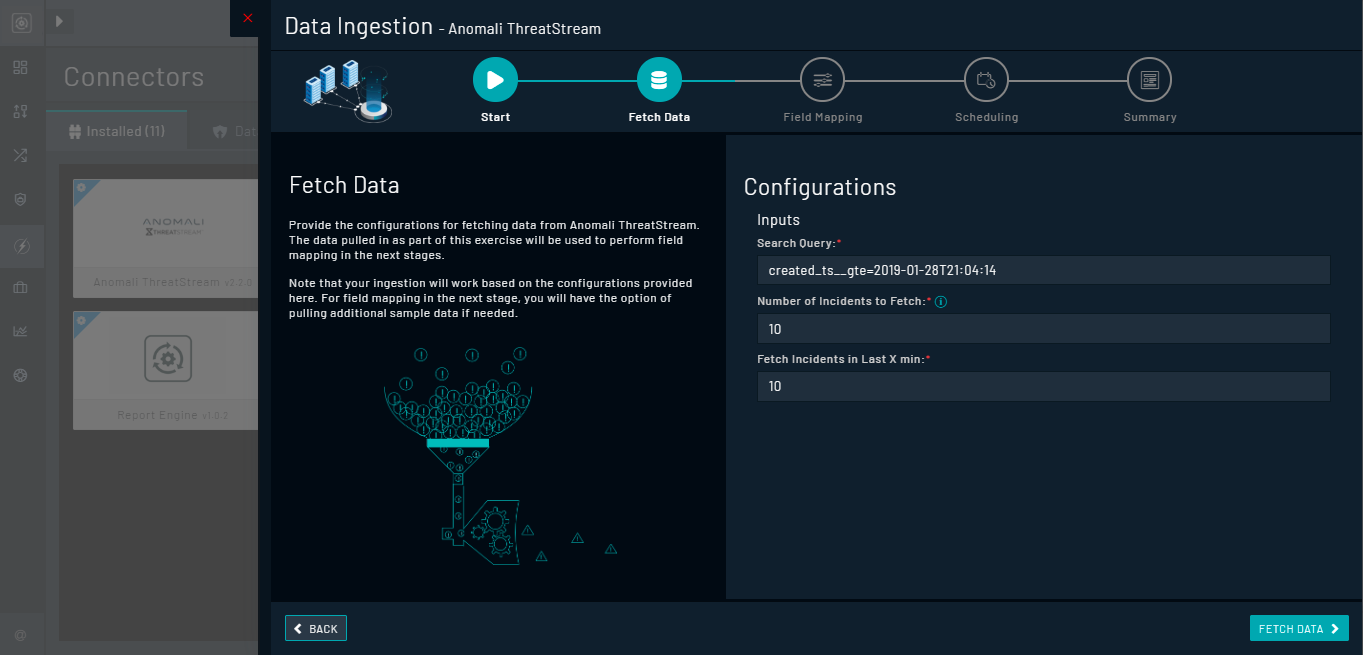 Data Ingestion - Anomali ThreatStream
Connectors
Start
Fetch Data
Field Mapping
Scheduling
Summary
Installed (11)
Dat
ANOMALI
THREATSTREAM
Anomali ThreatStream v2.2.0
Report Engine v1.0.2
Fetch Data
Provide the configurations for fetching data from Anomali ThreatStream.
The data pulled in as part of this exercise will be used to perform field
mapping in the next stages.
Note that your ingestion will work based on the configurations provided
here. For field mapping in the next stage, you will have the option of
pulling additional sample data if needed.
Configurations
Inputs
Search Query:*
created_ts__gte=2019-01-28T21:04:14
Number of Incidents to Fetch:*
10
Fetch Incidents in Last X min:*
10
BACK
FETCH DATA